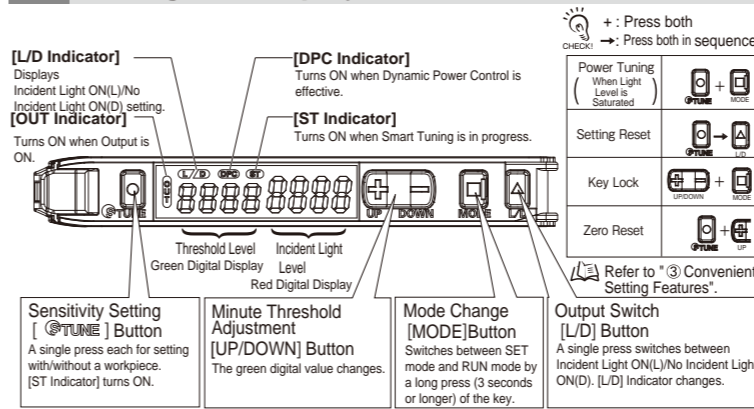 + : Press both
CHECK! →: Press both in sequence
[L/D Indicator]
Displays
Incident Light ON(L)/No
Incident Light ON(D) setting.
[OUT Indicator]
Turns ON when Output is
ON.
[DPC Indicator]
Turns ON when Dynamic Power Control is
effective.
[ST Indicator]
Turns ON when Smart Tuning is in progress.
Power Tuning
( When Light
Level is
Saturated )
TUNE + MODE
Setting Reset
TUNE → L/D
Key Lock
UP/DOWN + MODE
Zero Reset
TUNE + UP
Refer to "③ Convenient
Setting Features".
L/D DPC ST
OUT
TUNE
UP DOWN MODE L/D
Threshold Level
Green Digital Display
Incident Light
Level
Red Digital Display
Sensitivity Setting
[ STUNE ] Button
A single press each for setting
with/without a workpiece.
[ST Indicator] turns ON.
Minute Threshold
Adjustment
[UP/DOWN] Button
The green digital value changes.
Mode Change
[MODE]Button
Switches between SET
mode and RUN mode by
a long press (3 seconds
or longer) of the key.
Output Switch
[L/D] Button
A single press switches between
Incident Light ON(L)/No Incident Ligh
ON(D). [L/D] Indicator changes.